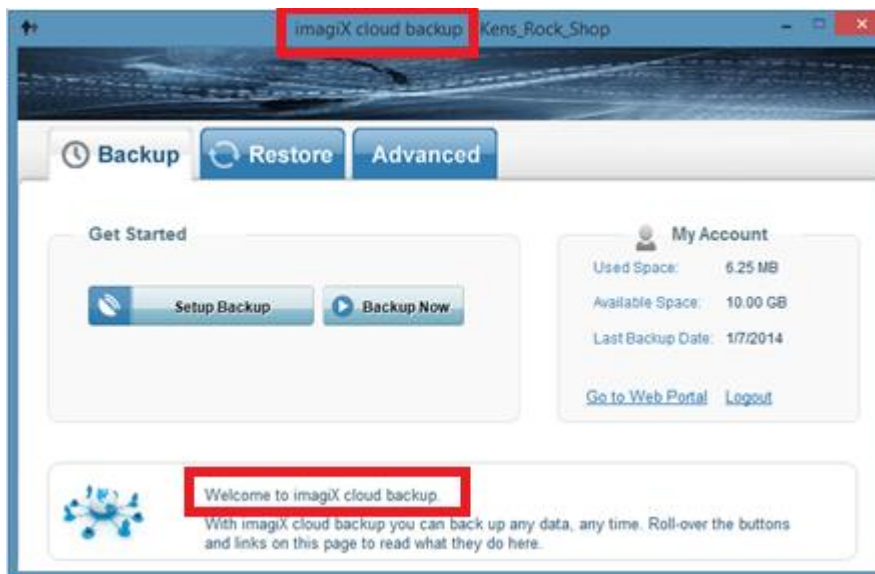 imagiX cloud backup Kens_Rock_Shop
Backup Restore Advanced
Get Started
Setup Backup Backup Now
My Account
Used Space: 6.25 MB
Available Space: 10.00 GB
Last Backup Date: 1/7/2014
Go to Web Portal Logout
Welcome to imagiX cloud backup.
With imagiX cloud backup you can back up any data, any time. Roll-over the buttons
and links on this page to read what they do here.